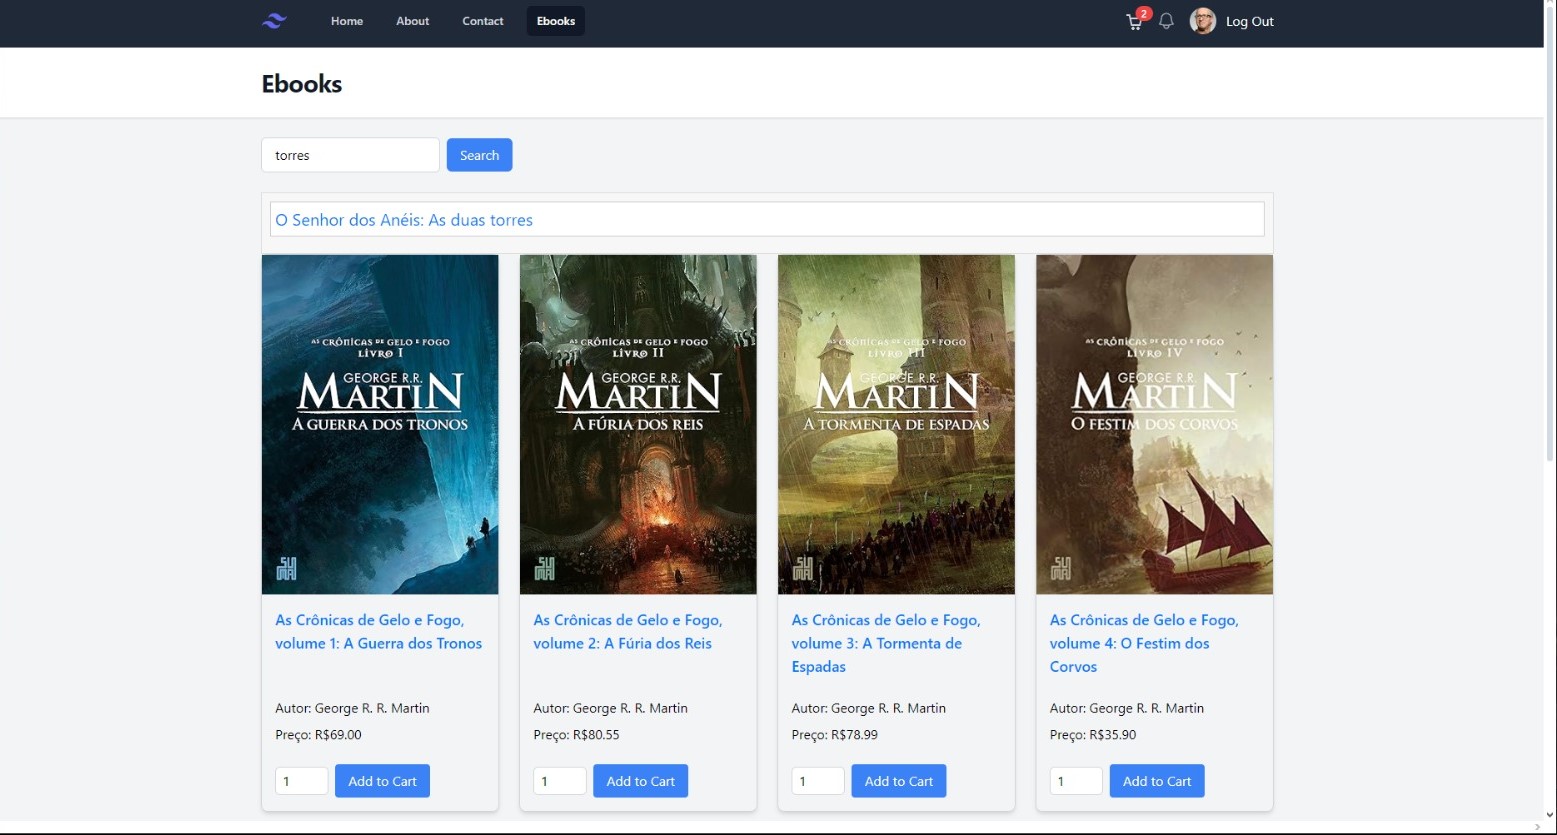 Home About Contact Ebooks 2 Log Out
Ebooks
torres Search
O Senhor dos Anéis: As duas torres
AS CRÔNICAS DE GELO E FOGO
LIVRO I
GEORGE R.R.
MARTIN
A GUERRA DOS TRONOS
SUMA
As Crônicas de Gelo e Fogo,
volume 1: A Guerra dos Tronos
Autor: George R. R. Martin
Preço: R$69.00
1 Add to Cart
AS CRÔNICAS DE GELO E FOGO
LIVRO II
GEORGE R.R.
MARTIN
A FÚRIA DOS REIS
SUMA
As Crônicas de Gelo e Fogo,
volume 2: A Fúria dos Reis
Autor: George R. R. Martin
Preço: R$80.55
1 Add to Cart
AS CRÔNICAS DE GELO E FOGO
LIVRO III
GEORGE R.R.
MARTIN
A TORMENTA DE ESPADAS
SUMA
As Crônicas de Gelo e Fogo,
volume 3: A Tormenta de
Espadas
Autor: George R. R. Martin
Preço: R$78.99
1 Add to Cart
AS CRÔNICAS DE GELO E FOGO
LIVRO IV
GEORGE R.R.
MARTIN
O FESTIM DOS CORVOS
SUMA
As Crônicas de Gelo e Fogo,
volume 4: O Festim dos
Corvos
Autor: George R. R. Martin
Preço: R$35.90
1 Add to Cart